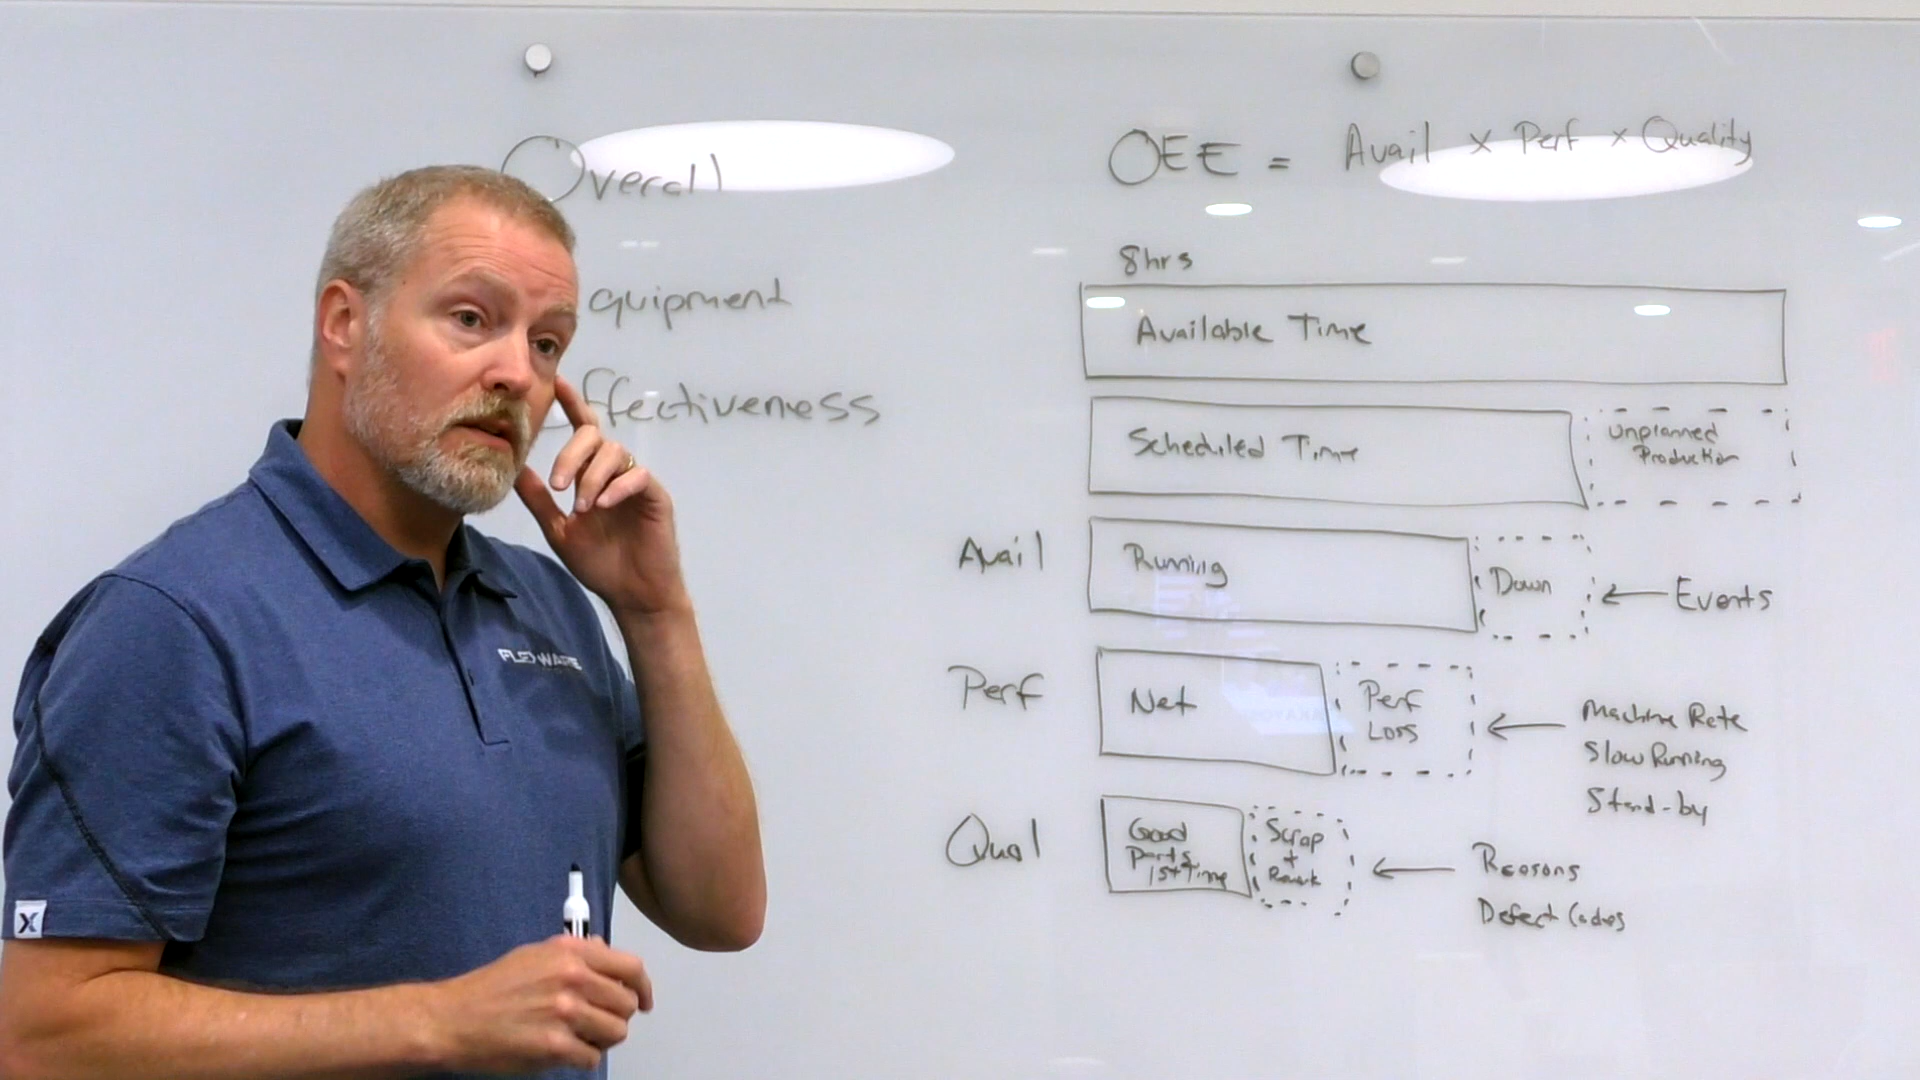 Overall
quipment
ffectiveness
OEE = Avail x Perf x Quality
8hrs
Available Time
Scheduled Time
Unplanned
Production
Avail
Running
Down
← Events
Perf
Net
Perf
Loss
← Machine Rate
Slow Running
Stand-by
Qual
Good
Parts
1st Time
Scrap
+
Rework
← Reasons
Defect Codes
FLEXWARE
X